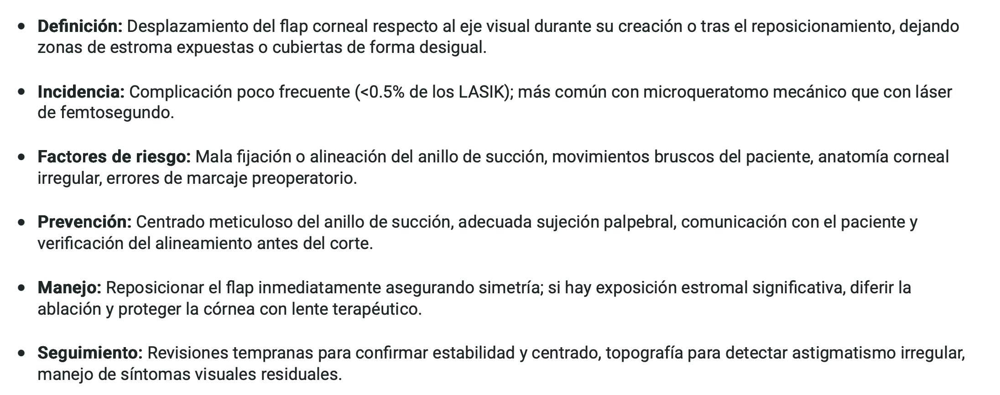 • Definición: Desplazamiento del flap corneal respecto al eje visual durante su creación o tras el reposicionamiento, dejando
zonas de estroma expuestas o cubiertas de forma desigual.
• Incidencia: Complicación poco frecuente (<0.5% de los LASIK); más común con microqueratomo mecánico que con láser
de femtosegundo.
• Factores de riesgo: Mala fijación o alineación del anillo de succión, movimientos bruscos del paciente, anatomía corneal
irregular, errores de marcaje preoperatorio.
• Prevención: Centrado meticuloso del anillo de succión, adecuada sujeción palpebral, comunicación con el paciente y
verificación del alineamiento antes del corte.
• Manejo: Reposicionar el flap inmediatamente asegurando simetría; si hay exposición estromal significativa, diferir la
ablación y proteger la córnea con lente terapéutico.
• Seguimiento: Revisiones tempranas para confirmar estabilidad y centrado, topografía para detectar astigmatismo irregular,
manejo de síntomas visuales residuales.